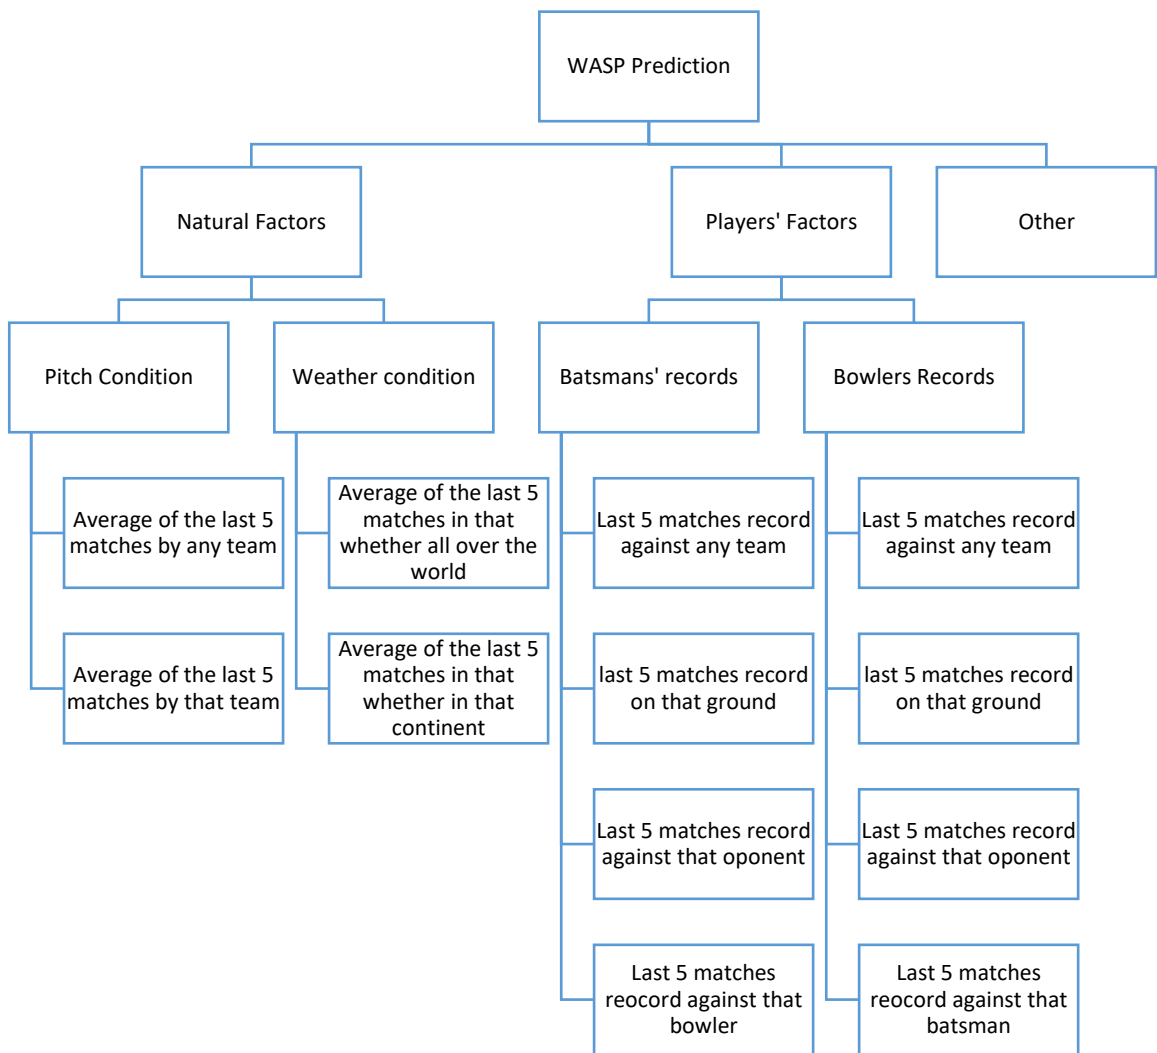 WASP Prediction
Natural Factors
Players' Factors
Other
Pitch Condition
Weather condition
Batsmans' records
Bowlers Records
Average of the last 5
matches by any team
Average of the last 5
matches in that
whether all over the
world
Last 5 matches record
against any team
Last 5 matches record
against any team
Average of the last 5
matches by that team
Average of the last 5
matches in that
whether in that
continent
last 5 matches record
on that ground
last 5 matches record
on that ground
Last 5 matches record
against that oponent
Last 5 matches record
against that oponent
Last 5 matches
reocord against that
bowler
Last 5 matches
reocord against that
batsman